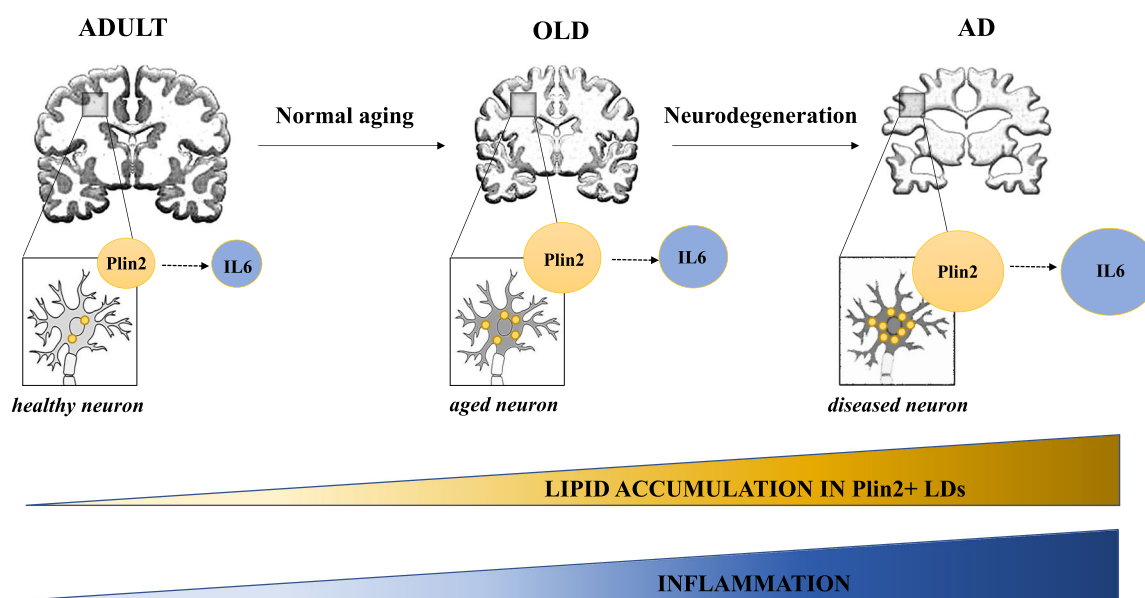 ADULT
OLD
AD
Normal aging
Neurodegeneration
Plin2
IL6
Plin2
IL6
Plin2
IL6
healthy neuron
aged neuron
diseased neuron
LIPID ACCUMULATION IN Plin2+ LDs
INFLAMMATION